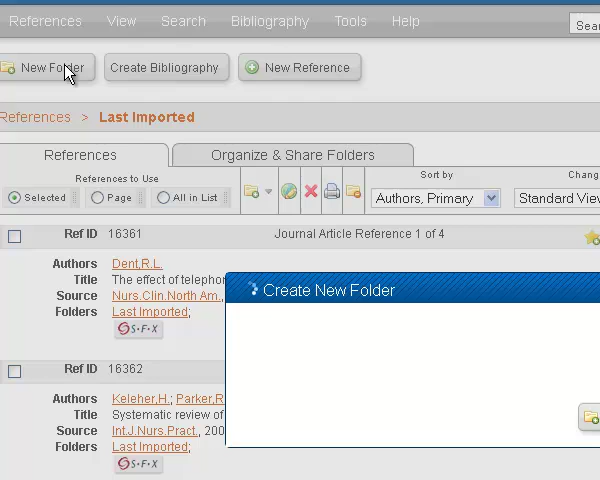 References View Search Bibliography Tools Help
Sear
New Folder Create Bibliography New Reference
References > Last Imported
References Organize & Share Folders
References to Use Sort by Chang
Selected Page All in List Authors, Primary Standard View
Ref ID 16361 Journal Article Reference 1 of 4
Authors Dent,R.L.
Title The effect of telephon
Source Nurs.Clin.North Am.,
Folders Last Imported;
S·F·X
Create New Folder
Ref ID 16362
Authors Keleher,H.; Parker,R
Title Systematic review of
Source Int.J.Nurs.Pract., 200
Folders Last Imported;
S·F·X